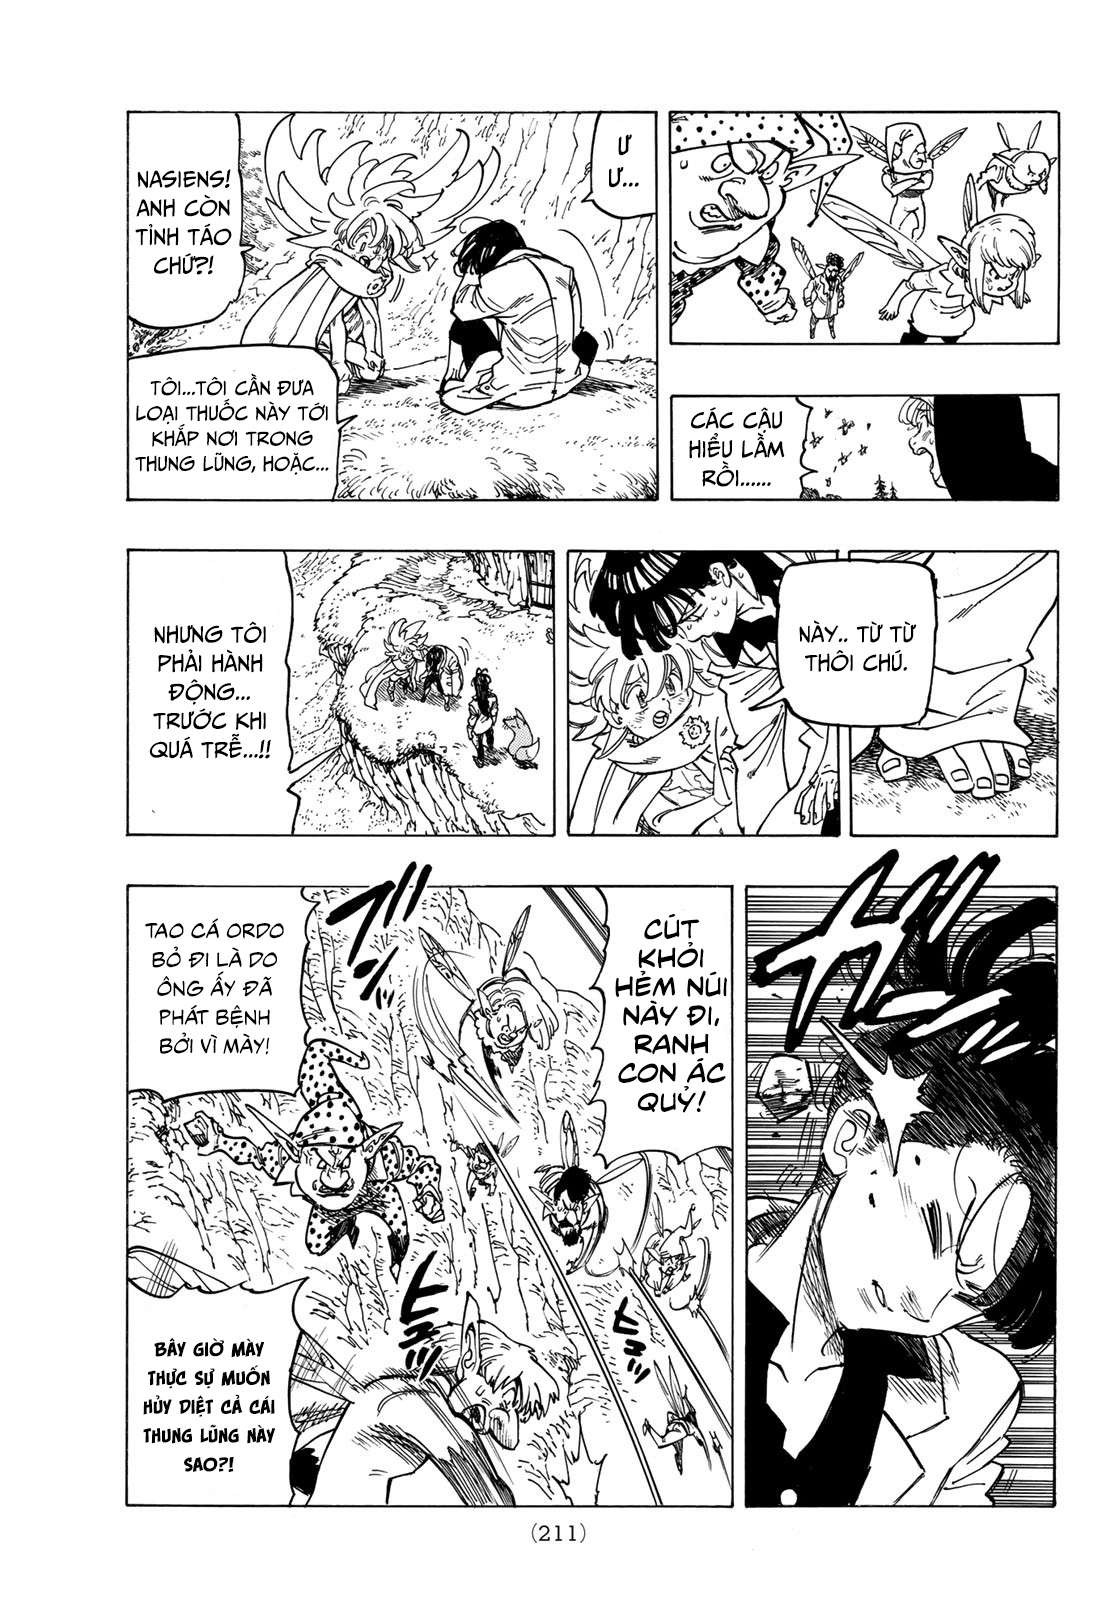 Ư
Ư...
NASIENS!
ANH CÒN
TỈNH TÁO
CHỨ?!
TÔI...TÔI CẦN ĐƯA
LOẠI THUỐC NÀY TỚI
KHẮP NƠI TRONG
THUNG LŨNG, HOẶC...
CÁC CẬU
HIỂU LẦM
RỒI......
NÀY.. TỪ TỪ
THÔI CHÚ.
NHƯNG TÔI
PHẢI HÀNH
ĐỘNG...
TRƯỚC KHI
QUÁ TRỄ...!!
CÚT
KHỎI
HẺM NÚI
NÀY ĐI,
RANH
CON ÁC
QUỶ!
TAO CÁ ORDO
BỎ ĐI LÀ DO
ÔNG ẤY ĐÃ
PHÁT BỆNH
BỞI VÌ MÀY!
BÂY GIỜ MÀY
THỰC SỰ MUỐN
HỦY DIỆT CẢ CÁI
THUNG LŨNG NÀY
SAO?!
(211)